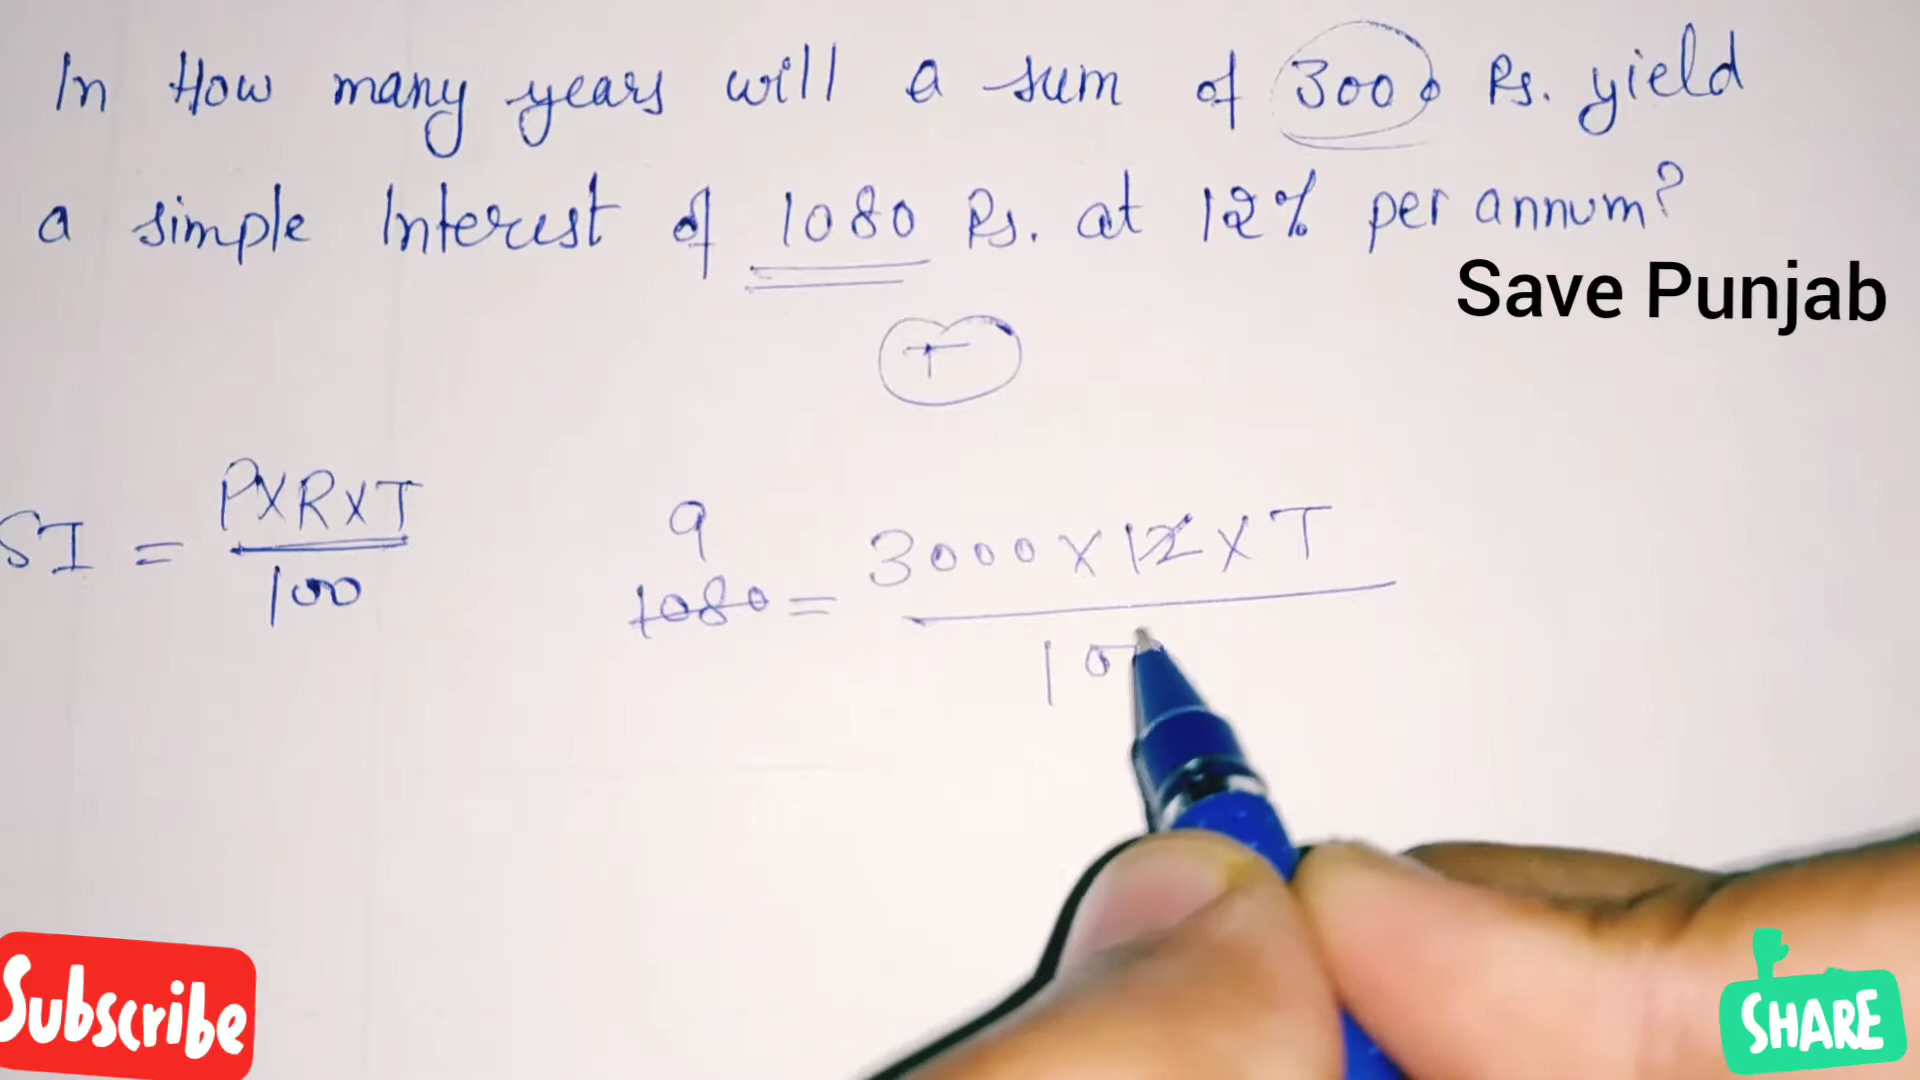 In How many years will a sum of 3000 Rs. yield
a simple Interest of 1080 Rs. at 12% per annum?
Save Punjab
T
SI = PXRXT
100
9
1080 = 3000 X 12 X T
10
Subscribe
SHARE